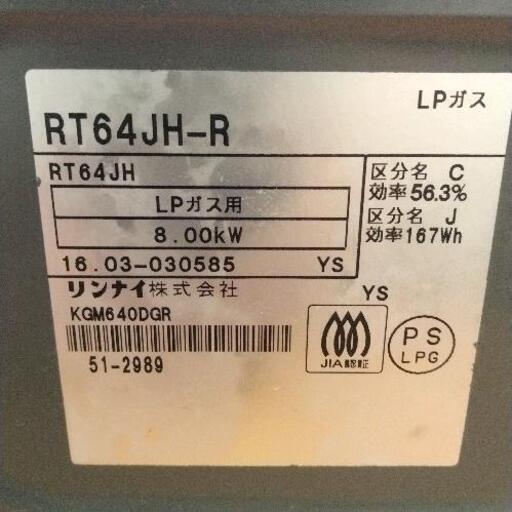 LPガス
RT64JH-R
RT64JH
LPガス用
8.00kW
16.03-030585 YS
区分名 C
効率56.3%
区分名 J
効率167Wh
リンナイ株式会社
YS
KGM640DGR
51-2989
JIA認証
PS
LPG